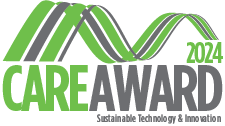 2024
CAREAWARD
Sustainable Technology & Innovation